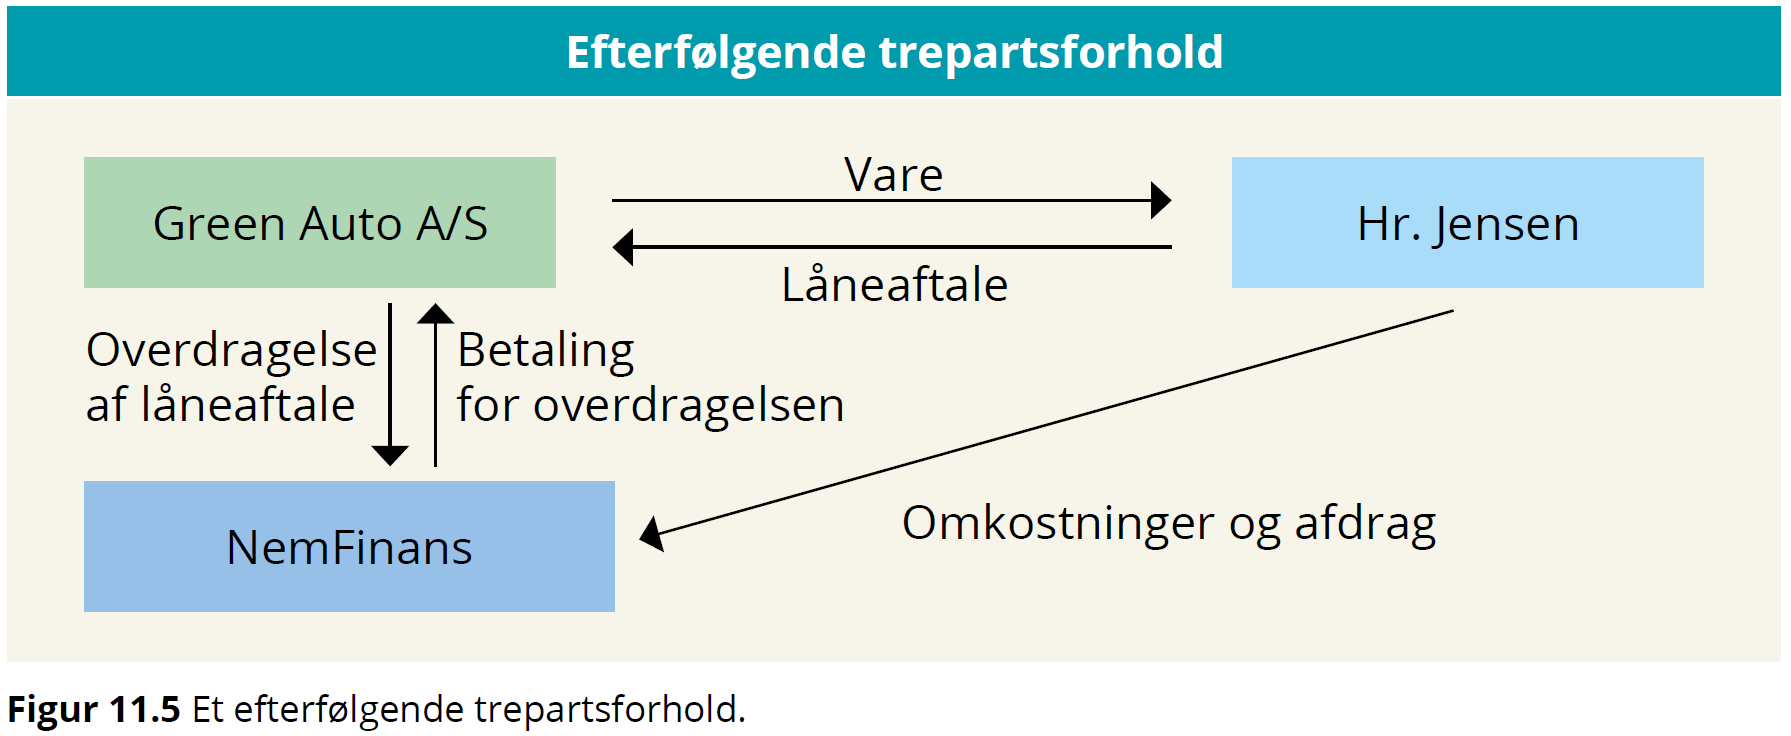 Efterfølgende trepartsforhold
Green Auto A/S
Vare
Låneaftale
Hr. Jensen
Overdragelse
af låneaftale
Betaling
for overdragelsen
NemFinans
Omkostninger og afdrag
Figur 11.5 Et efterfølgende trepartsforhold.